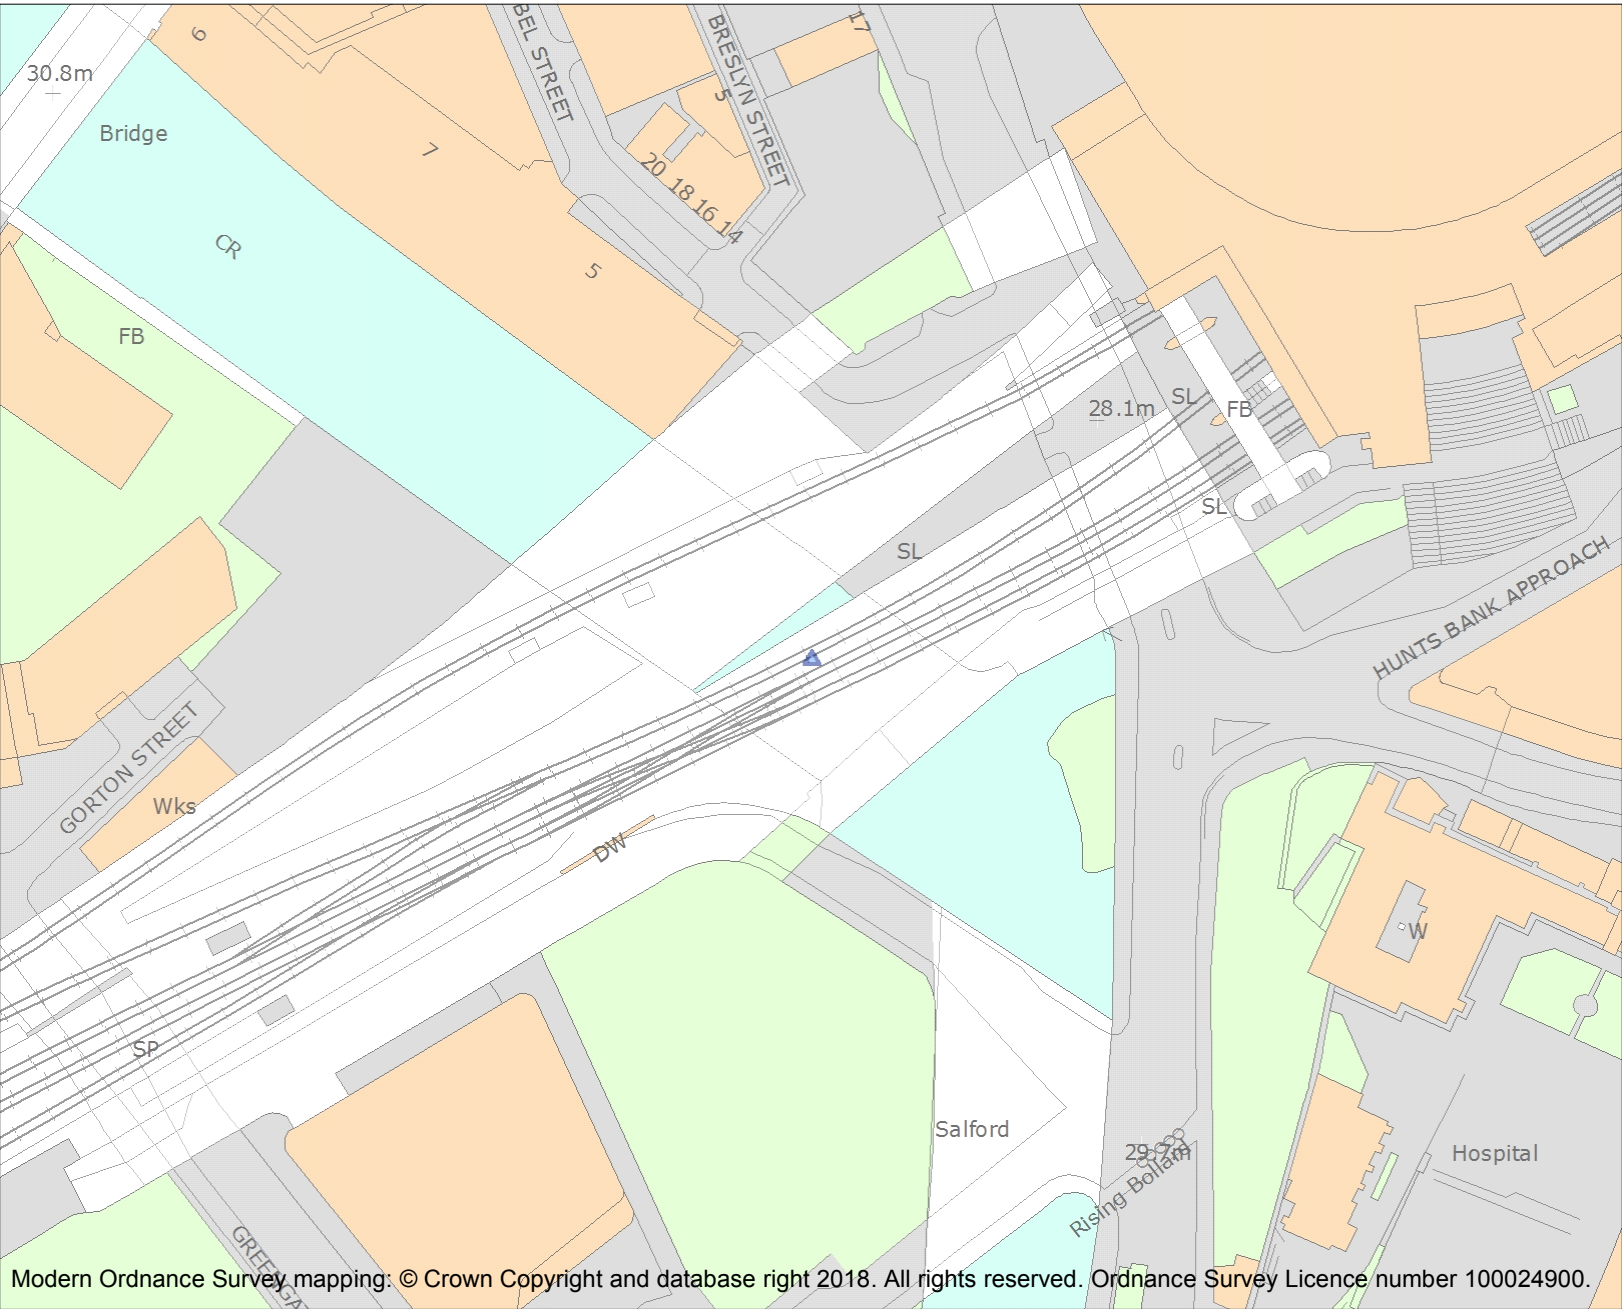 6
BEL STREET
BRESLYN STREET
17
30.8m
Bridge
5
7
20 18 16 14
CR
5
FB
28.1m
SL
FB
SL
SL
HUNTS BANK APPROACH
GORTON STREET
Wks
DW
W
SP
Salford
29.7m
Rising Bollard
Hospital
GREENGA
Modern Ordnance Survey mapping: © Crown Copyright and database right 2018. All rights reserved. Ordnance Survey Licence number 100024900.